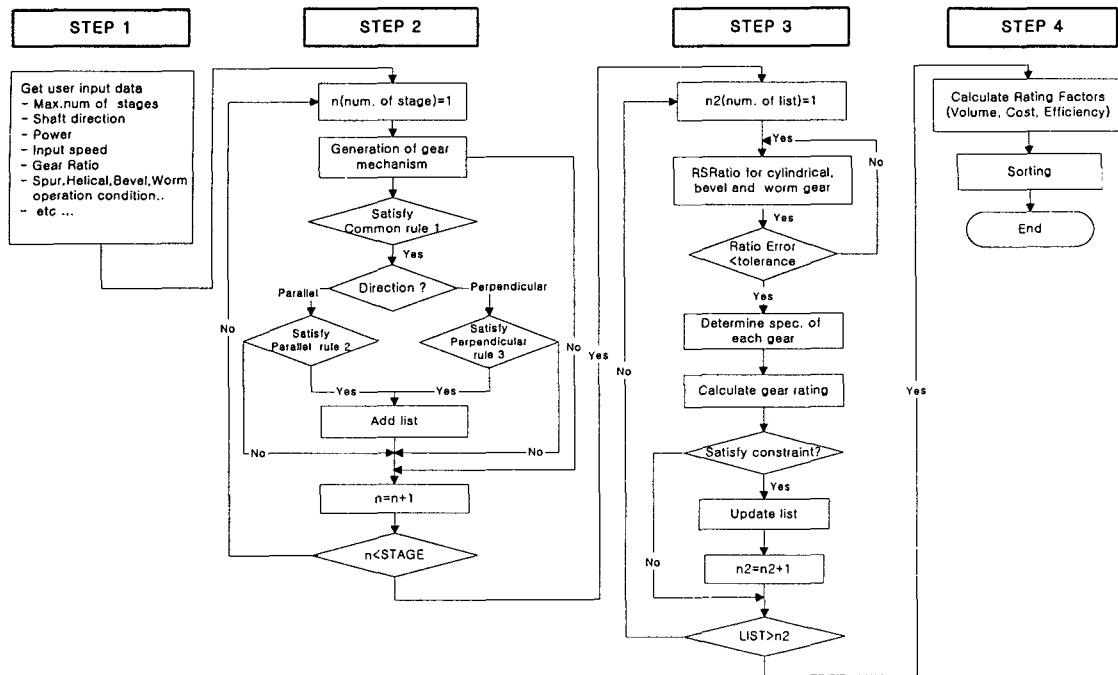 STEP 1
Get user input data
- Max.num of stages
- Shaft direction
- Power
- Input speed
- Gear Ratio
- Spur,Helical,Bevel,Worm
operation condition..
- etc ...
STEP 2
n(num. of stage)=1
Generation of gear
mechanism
Satisfy
Common rule 1
Yes
Direction ?
Parallel
Perpendicular
Satisfy
Parallel rule 2
Satisfy
Perpendicular
rule 3
No
No
Yes
Yes
Yes
Add list
No
No
n=n+1
n<STAGE
STEP 3
n2(num. of list)=1
Yes
No
RSRatio for cylindrical,
bevel and worm gear
Yes
Ratio Error
<tolerance
Yes
Determine spec. of
each gear
No
Calculate gear rating
Satisfy constraint?
Yes
Update list
No
n2=n2+1
LIST>n2
STEP 4
Calculate Rating Factors
(Volume, Cost, Efficiency)
Sorting
End
Yes